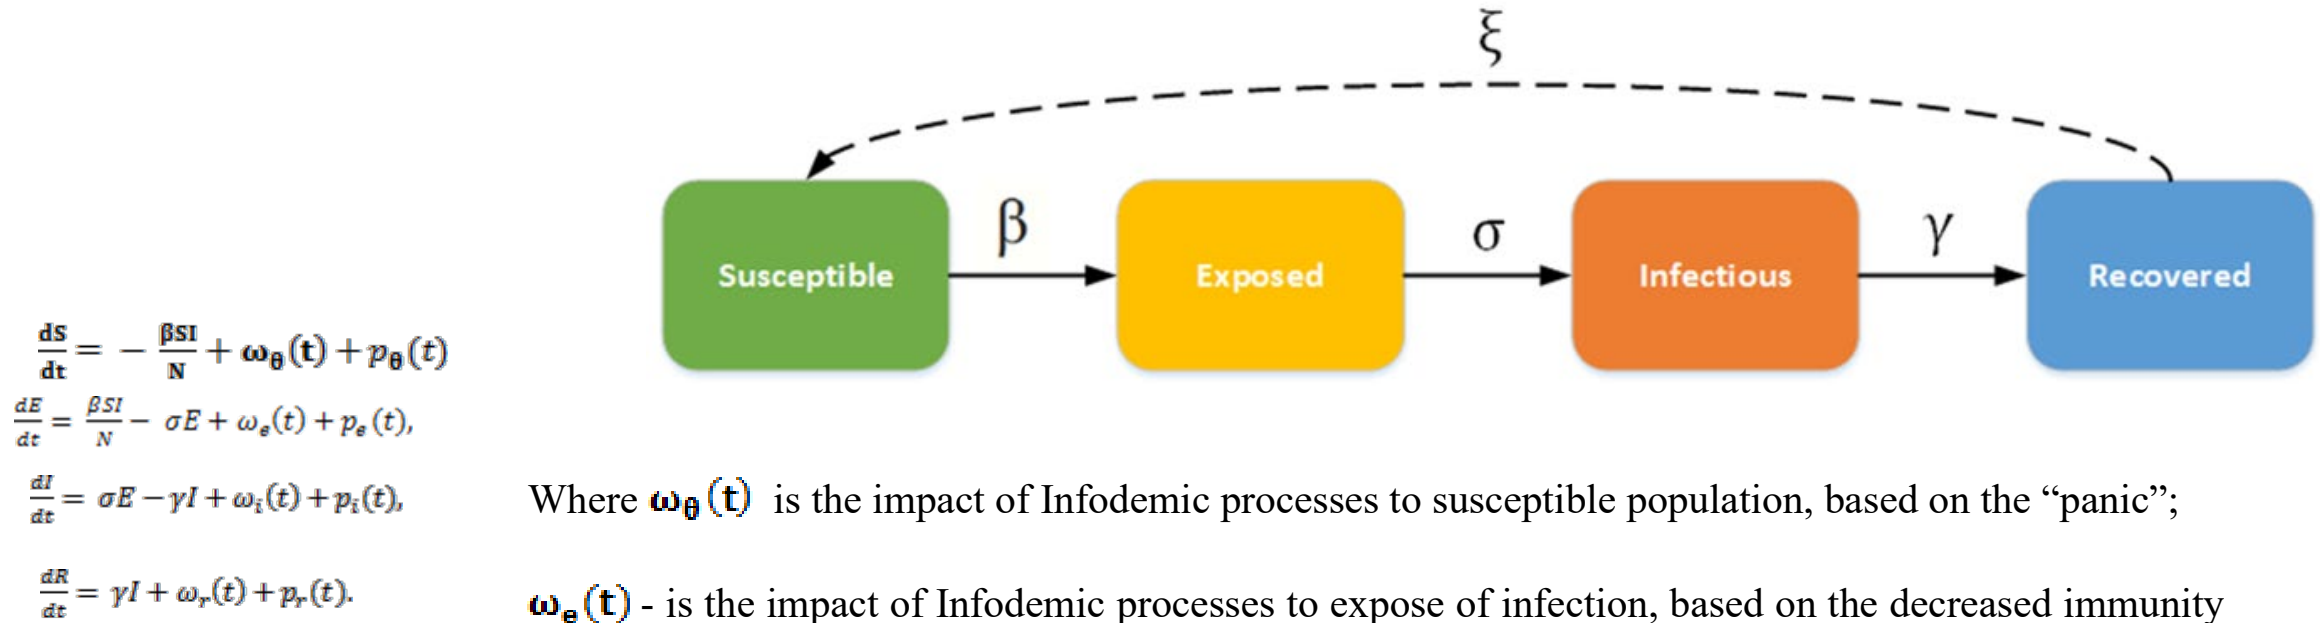 ξ
β
σ
γ
Susceptible
Exposed
Infectious
Recovered
dS/dt = − βSI/N + ω_θ(t) + p_θ(t)
dE/dt = βSI/N − σE + ω_e(t) + p_e(t),
dI/dt = σE − γI + ω_i(t) + p_i(t),
dR/dt = γI + ω_r(t) + p_r(t).
Where ω_θ(t) is the impact of Infodemic processes to susceptible population, based on the “panic”;
ω_e(t) - is the impact of Infodemic processes to expose of infection, based on the decreased immunity